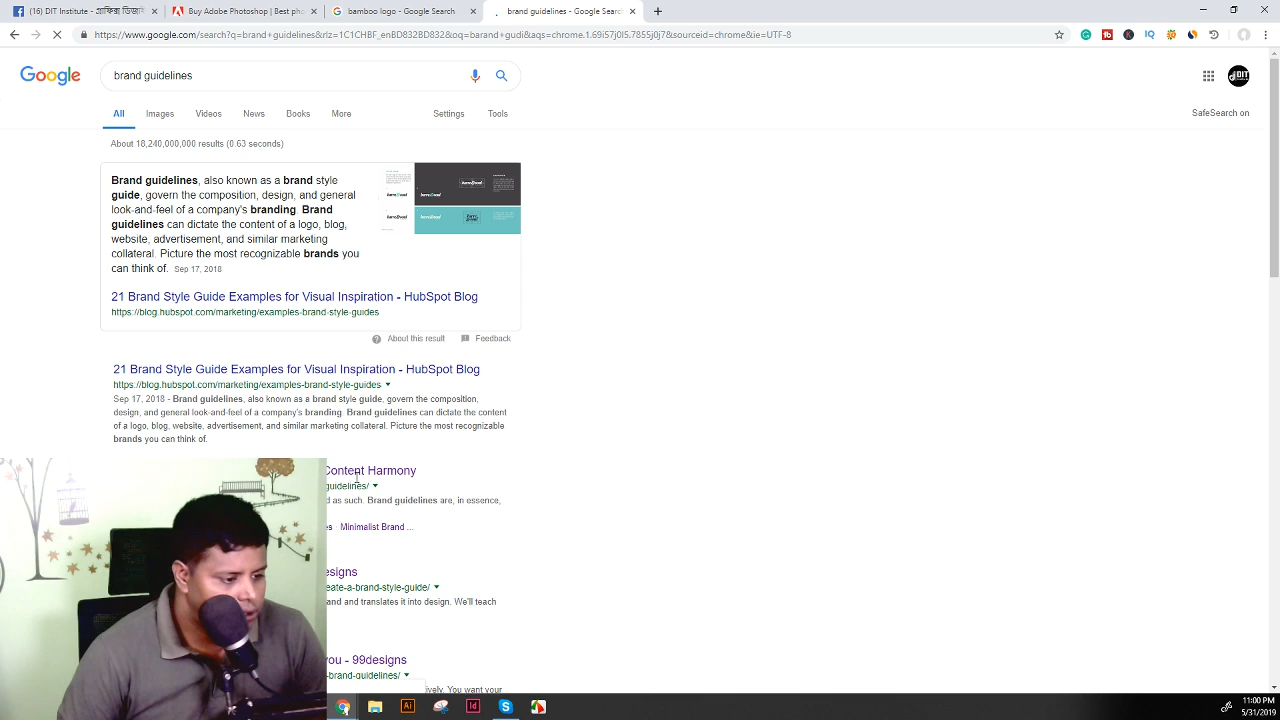 (16) DIT Institute -
Buy Adobe Photoshop | Best pho
bamboo logo - Google Search
brand guidelines - Google Searc
https://www.google.com/search?q=brand+guidelines&rlz=1C1CHBF_enBD832BD832&oq=barand+gudi&aqs=chrome.1.69i57j0l5.7855j0j7&sourceid=chrome&ie=UTF-8
Google
brand guidelines
DIT
All Images Videos News Books More Settings Tools
SafeSearch on
About 18,240,000,000 results (0.63 seconds)
Brand guidelines, also known as a brand style
guide, govern the composition, design, and general
look-and-feel of a company's branding. Brand
guidelines can dictate the content of a logo, blog,
website, advertisement, and similar marketing
collateral. Picture the most recognizable brands you
can think of. Sep 17, 2018
21 Brand Style Guide Examples for Visual Inspiration - HubSpot Blog
https://blog.hubspot.com/marketing/examples-brand-style-guides
About this result Feedback
21 Brand Style Guide Examples for Visual Inspiration - HubSpot Blog
https://blog.hubspot.com/marketing/examples-brand-style-guides
Sep 17, 2018 - Brand guidelines, also known as a brand style guide, govern the composition,
design, and general look-and-feel of a company's branding. Brand guidelines can dictate the content
of a logo, blog, website, advertisement, and similar marketing collateral. Picture the most recognizable
brands you can think of.
Content Harmony
guidelines/
d as such. Brand guidelines are, in essence,
es · Minimalist Brand ...
esigns
eate-a-brand-style-guide/
and and translates it into design. We'll teach
you - 99designs
-brand-guidelines/
ively. You want your
Ai
Id
S
11:00 PM
5/31/2019